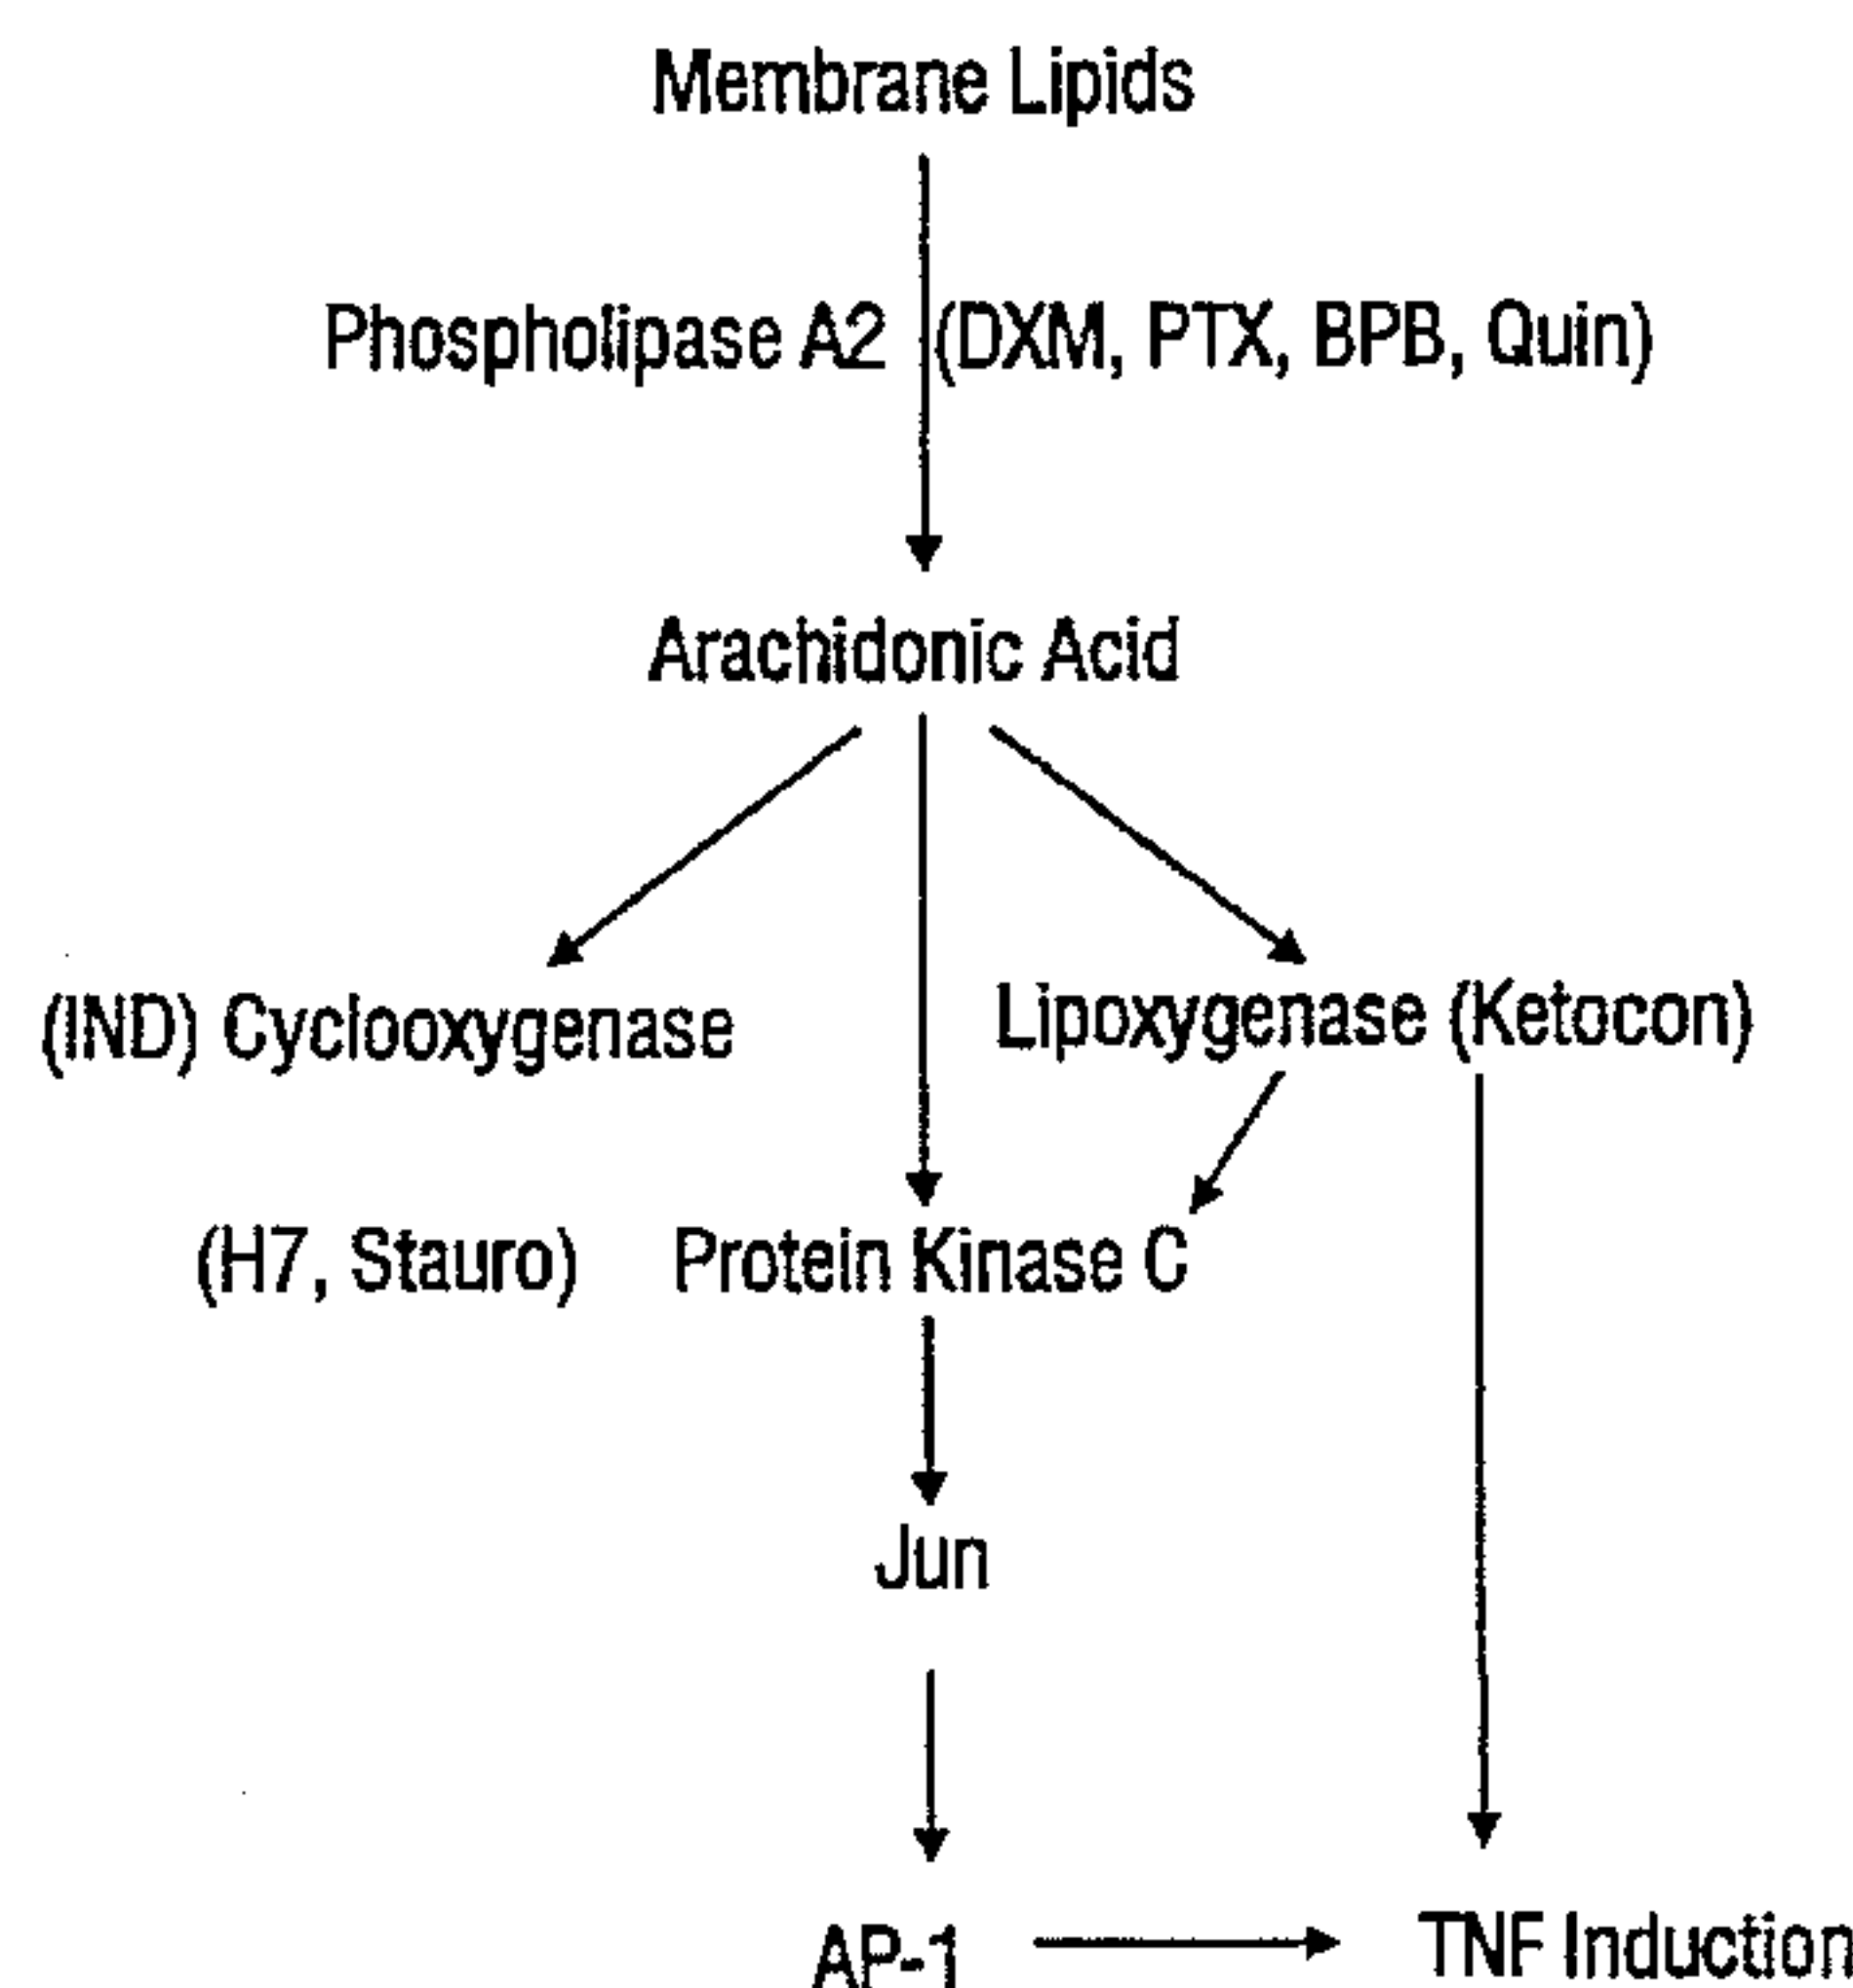 Membrane Lipids
Phospholipase A2 (DXM, PTX, BPB, Quin)
Arachidonic Acid
(IND) Cyclooxygenase
Lipoxygenase (Ketocon)
(H7, Stauro) Protein Kinase C
Jun
AP-1
TNF Induction